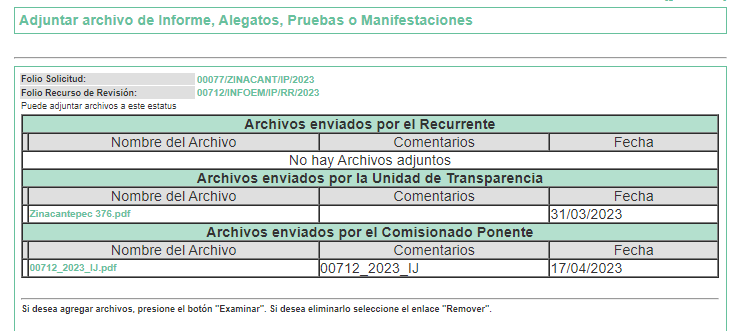 Adjuntar archivo de Informe, Alegatos, Pruebas o Manifestaciones
Folio Solicitud: 00077/ZINACANT/IP/2023
Folio Recurso de Revisión: 00712/INFOEM/IP/RR/2023
Puede adjuntar archivos a este estatus
Archivos enviados por el Recurrente
Nombre del Archivo Comentarios Fecha
No hay Archivos adjuntos
Archivos enviados por la Unidad de Transparencia
Nombre del Archivo Comentarios Fecha
Zinacantepec 376.pdf 31/03/2023
Archivos enviados por el Comisionado Ponente
Nombre del Archivo Comentarios Fecha
00712_2023_IJ.pdf 00712_2023_IJ 17/04/2023
Si desea agregar archivos, presione el botón "Examinar". Si desea eliminarlo seleccione el enlace "Remover".